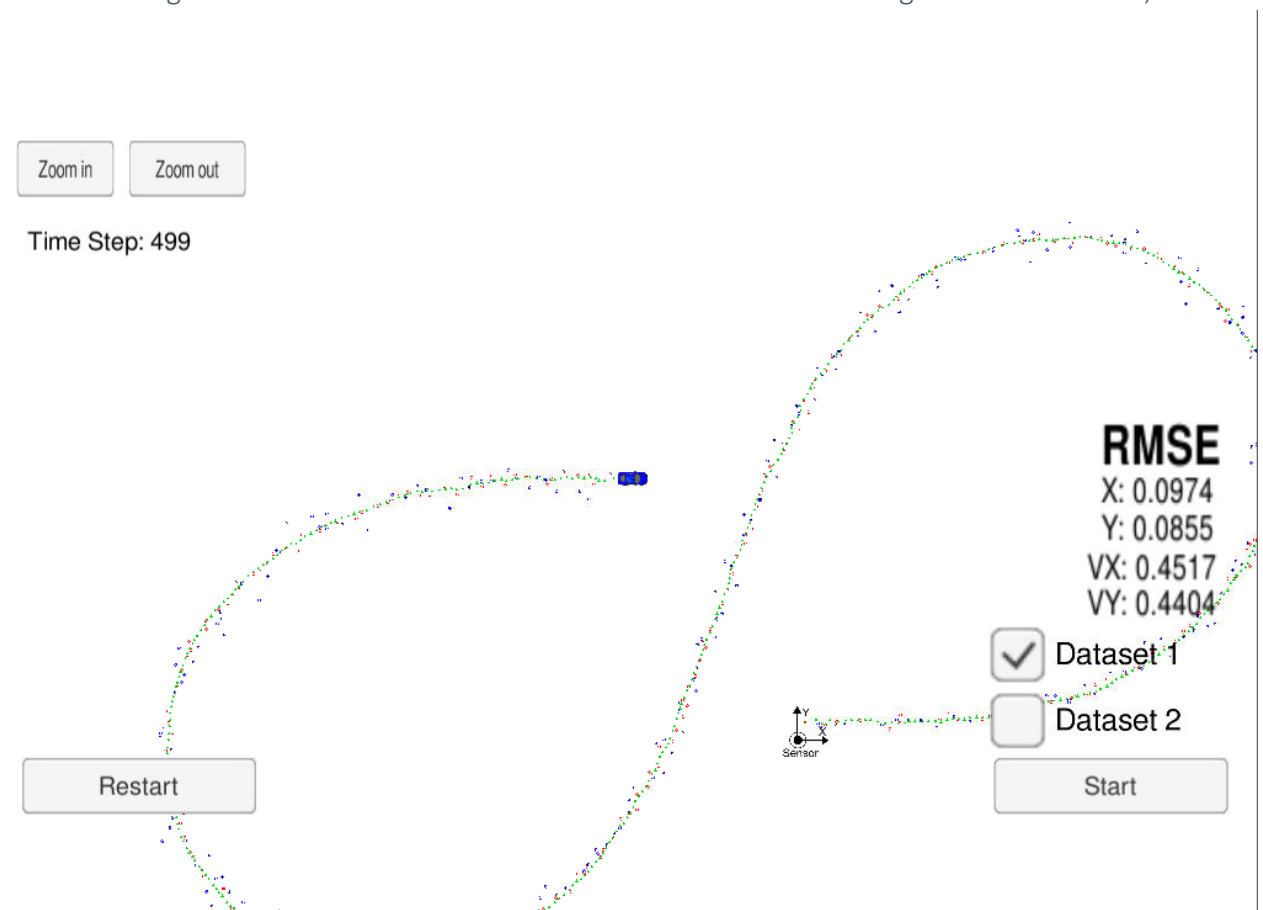 Zoom in
Zoom out
Time Step: 499
RMSE
X: 0.0974
Y: 0.0855
VX: 0.4517
VY: 0.4404
Dataset 1
Y
X
Sensor
Dataset 2
Restart
Start